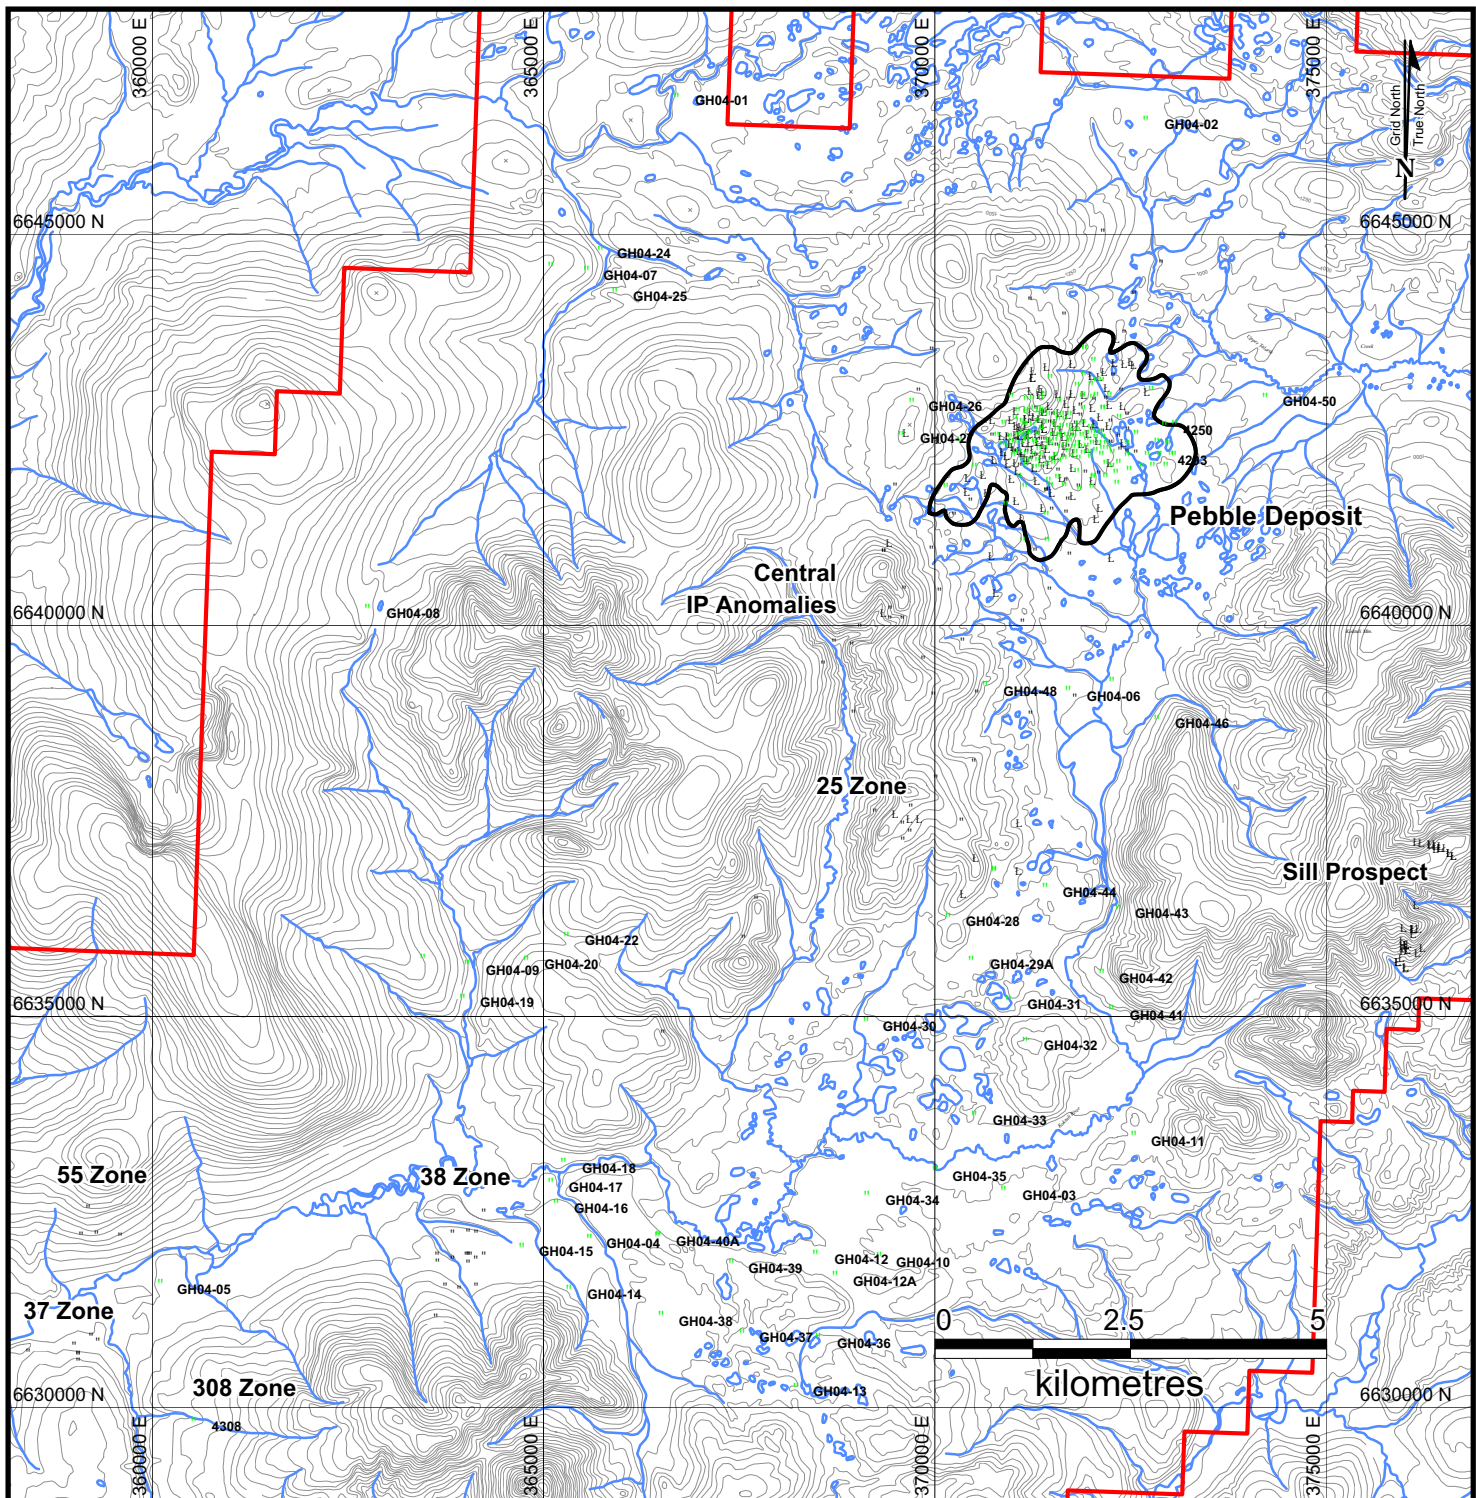 360000 E
365000 E
370000 E
375000 E
GH04-01
GH04-02
Grid North
True North
N
6645000 N
6645000 N
GH04-24
GH04-07
GH04-25
GH04-26
GH04-50
4250
Pebble Deposit
Central
IP Anomalies
6640000 N
6640000 N
GH04-08
GH04-48
GH04-06
GH04-46
25 Zone
Sill Prospect
GH04-44
GH04-43
GH04-28
GH04-22
GH04-20
GH04-09
GH04-29A
GH04-42
GH04-19
GH04-31
6635000 N
GH04-41
6635000 N
GH04-30
GH04-32
GH04-33
GH04-11
55 Zone
38 Zone
GH04-18
GH04-35
GH04-17
GH04-03
GH04-34
GH04-16
GH04-04
GH04-40A
GH04-15
GH04-12
GH04-10
GH04-39
GH04-12A
GH04-05
GH04-14
37 Zone
GH04-38
GH04-37
GH04-36
0
2.5
5
kilometres
308 Zone
GH04-13
6630000 N
6630000 N
4308
360000 E
365000 E
370000 E
375000 E